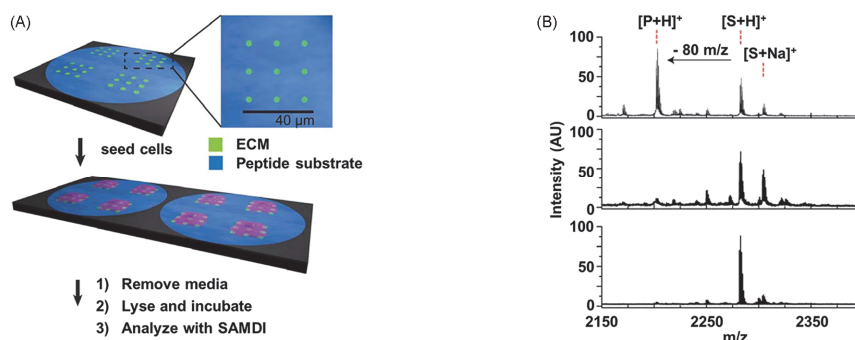 (A)
40 µm
seed cells
ECM
Peptide substrate
1) Remove media
2) Lyse and incubate
3) Analyze with SAMDI
(B)
[P+H]+
[S+H]+
- 80 m/z
[S+Na]+
100
50
0
100
50
0
100
50
0
Intensity (AU)
2150
2250
2350
m/z